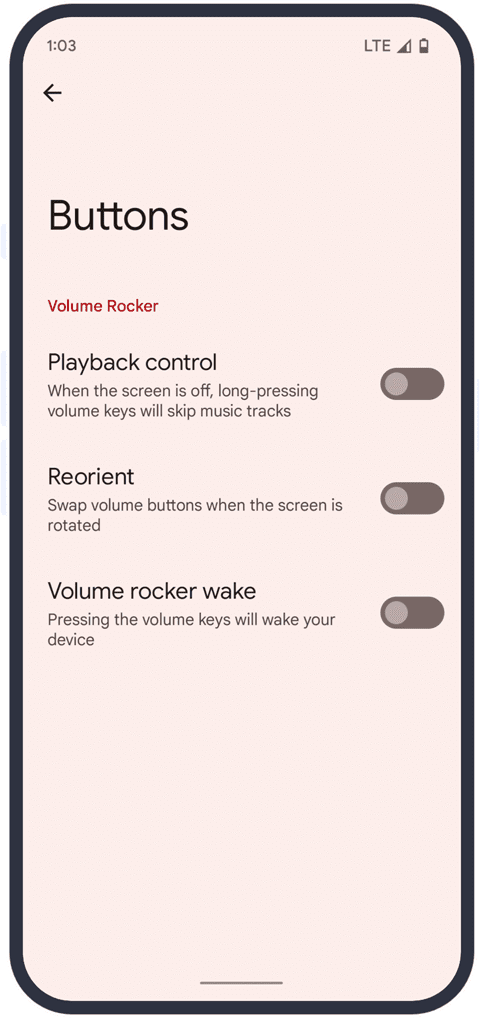 1:03 LTE
Buttons
Volume Rocker
Playback control
When the screen is off, long-pressing
volume keys will skip music tracks
Reorient
Swap volume buttons when the screen is
rotated
Volume rocker wake
Pressing the volume keys will wake your
device